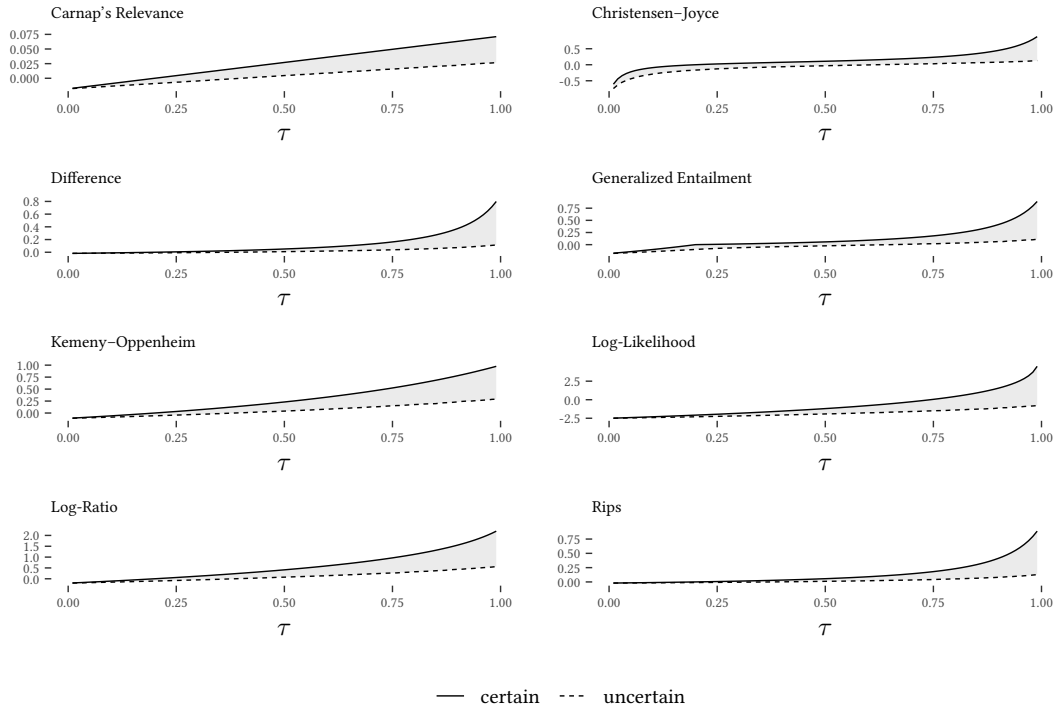 Carnap's Relevance
0.075
0.050
0.025
0.000
0.00 0.25 0.50 0.75 1.00
τ
Christensen−Joyce
0.5
0.0
-0.5
0.00 0.25 0.50 0.75 1.00
τ
Difference
0.8
0.6
0.4
0.2
0.0
0.00 0.25 0.50 0.75 1.00
τ
Generalized Entailment
0.75
0.50
0.25
0.00
0.00 0.25 0.50 0.75 1.00
τ
Kemeny−Oppenheim
1.00
0.75
0.50
0.25
0.00
0.00 0.25 0.50 0.75 1.00
τ
Log-Likelihood
2.5
0.0
-2.5
0.00 0.25 0.50 0.75 1.00
τ
Log-Ratio
2.0
1.5
1.0
0.5
0.0
0.00 0.25 0.50 0.75 1.00
τ
Rips
0.75
0.50
0.25
0.00
0.00 0.25 0.50 0.75 1.00
τ
certain uncertain